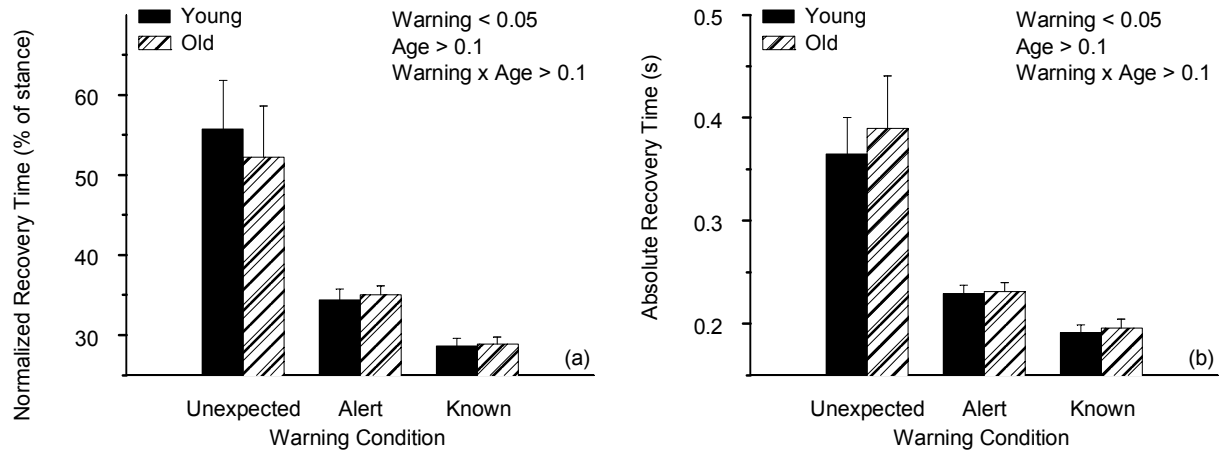 Young
Old
Warning < 0.05
Age > 0.1
Warning x Age > 0.1
Normalized Recovery Time (% of stance)
60
50
40
30
(a)
Unexpected
Alert
Known
Warning Condition
Young
Old
Warning < 0.05
Age > 0.1
Warning x Age > 0.1
Absolute Recovery Time (s)
0.5
0.4
0.3
0.2
(b)
Unexpected
Alert
Known
Warning Condition